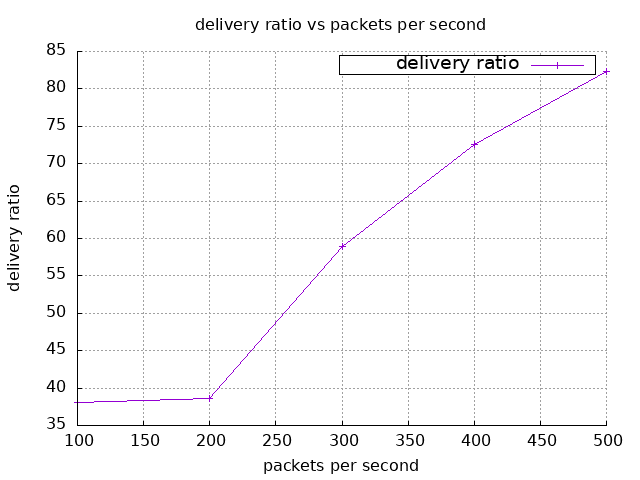 delivery ratio vs packets per second
delivery ratio
85
80
75
70
65
60
55
50
45
40
35
delivery ratio
100 150 200 250 300 350 400 450 500
packets per second